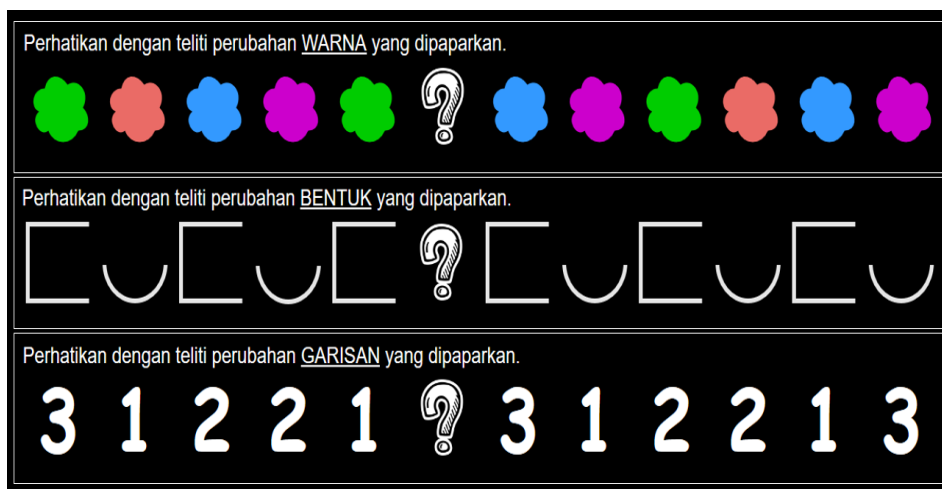 Perhatikan dengan teliti perubahan WARNA yang dipaparkan.
?
Perhatikan dengan teliti perubahan BENTUK yang dipaparkan.
?
Perhatikan dengan teliti perubahan GARISAN yang dipaparkan.
3 1 2 2 1 ? 3 1 2 2 1 3